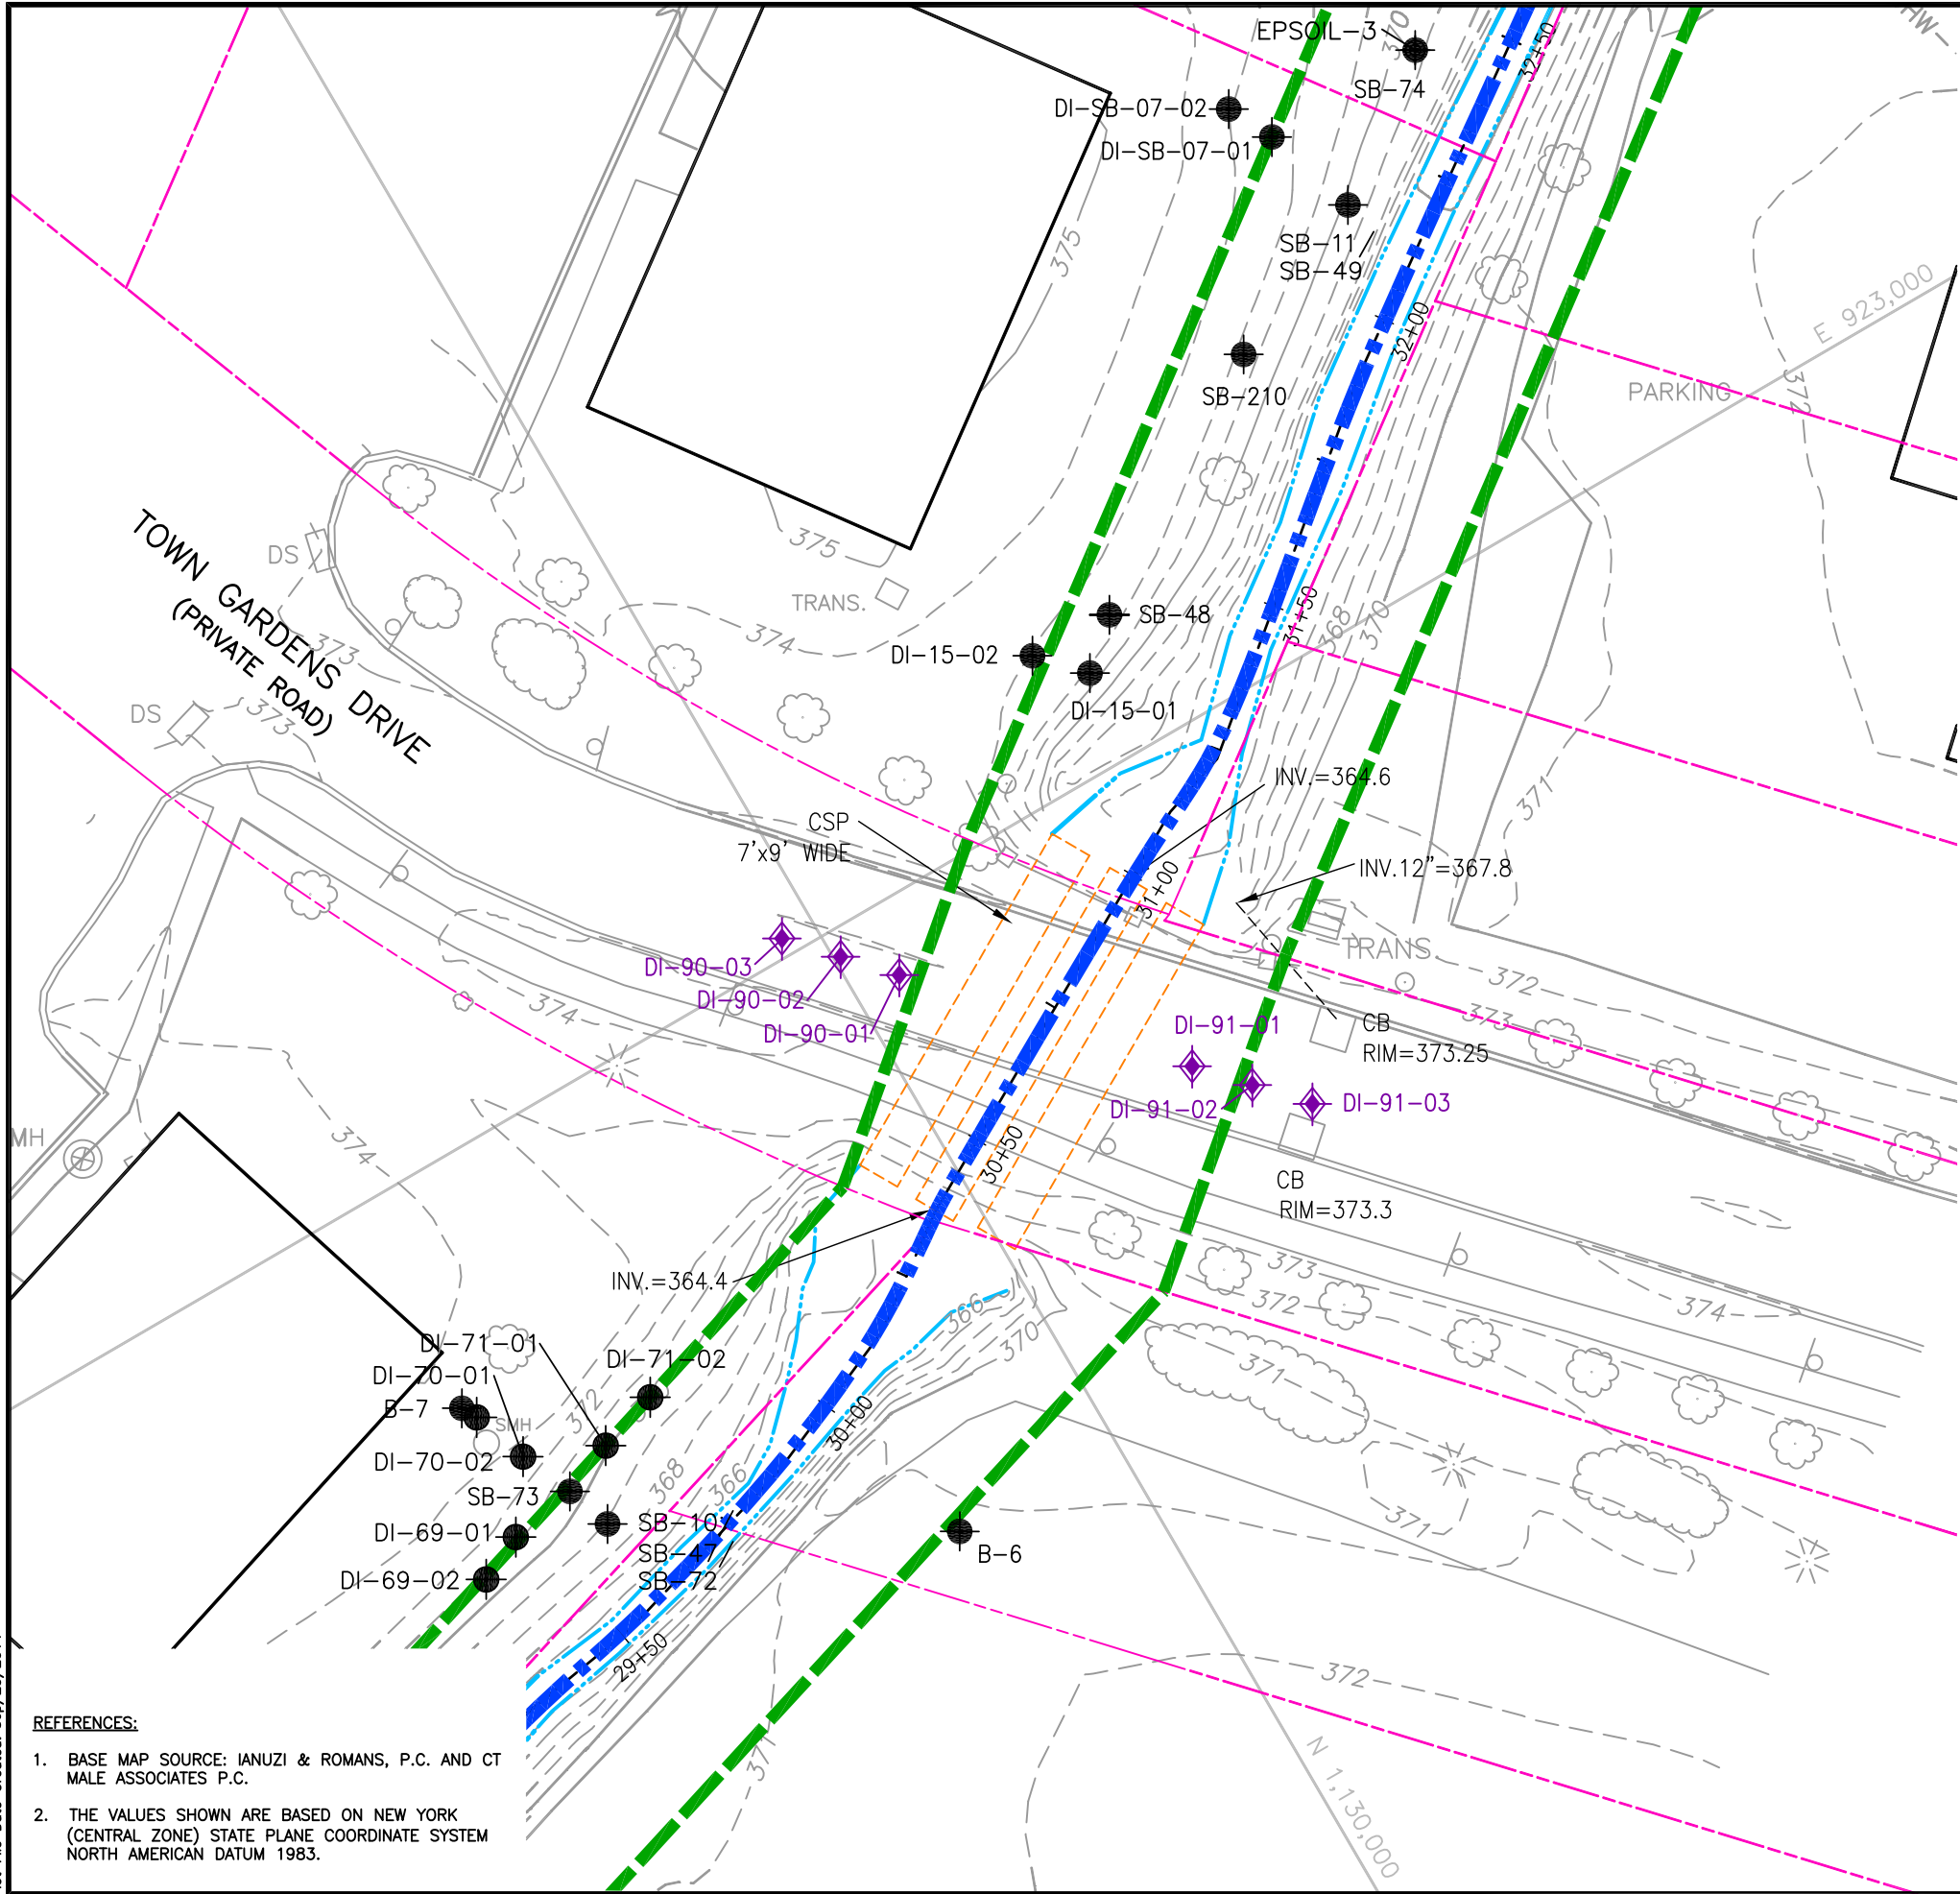 EPSOIL-3
370
32+50
HW-
SB-74
DI-SB-07-02
DI-SB-07-01
375
SB-11
SB-49
E 923,000
32+00
372
PARKING
SB-210
TOWN GARDENS DRIVE
(PRIVATE ROAD)
DS
375
TRANS.
374
373
SB-48
DI-15-02
DI-15-01
31+50
368
370
DS
373
INV.=364.6
371
CSP
7'x9' WIDE
31+00
INV.12"=367.8
TRANS.
DI-90-03
DI-90-02
DI-90-01
374
372
373
CB
RIM=373.25
DI-91-01
DI-91-02
DI-91-03
MH
374
30+50
CB
RIM=373.3
INV.=364.4
373
372
374
366
370
371
DI-71-01
DI-71-02
DI-70-01
B-7
SMH
372
DI-70-02
30+00
SB-73
368
366
DI-69-01
SB-10
SB-47
SB-72
DI-69-02
B-6
371
29+50
372
371
N 1,130,000
REFERENCES:
1. BASE MAP SOURCE: IANUZI & ROMANS, P.C. AND CT
MALE ASSOCIATES P.C.
2. THE VALUES SHOWN ARE BASED ON NEW YORK
(CENTRAL ZONE) STATE PLANE COORDINATE SYSTEM
NORTH AMERICAN DATUM 1983.